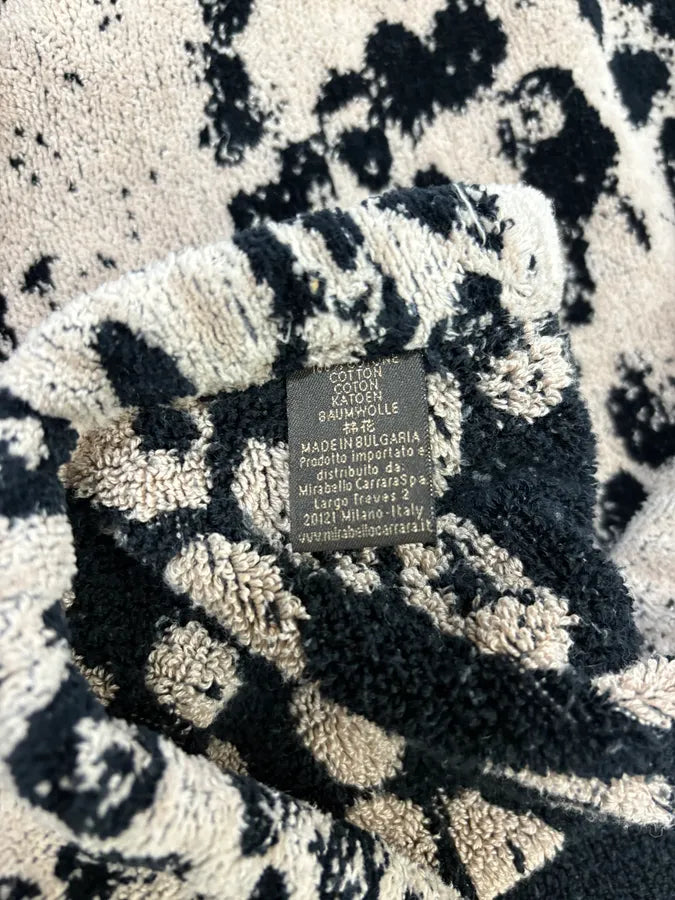 COTTON
COTON
KATOEN
BAUMWOLLE
棉花
MADE IN BULGARIA
Prodotto importato e
distribuito da:
Mirabello Carrara Spa
Largo Treves 2
20121 Milano - Italy
www.mirabellocarrara.it